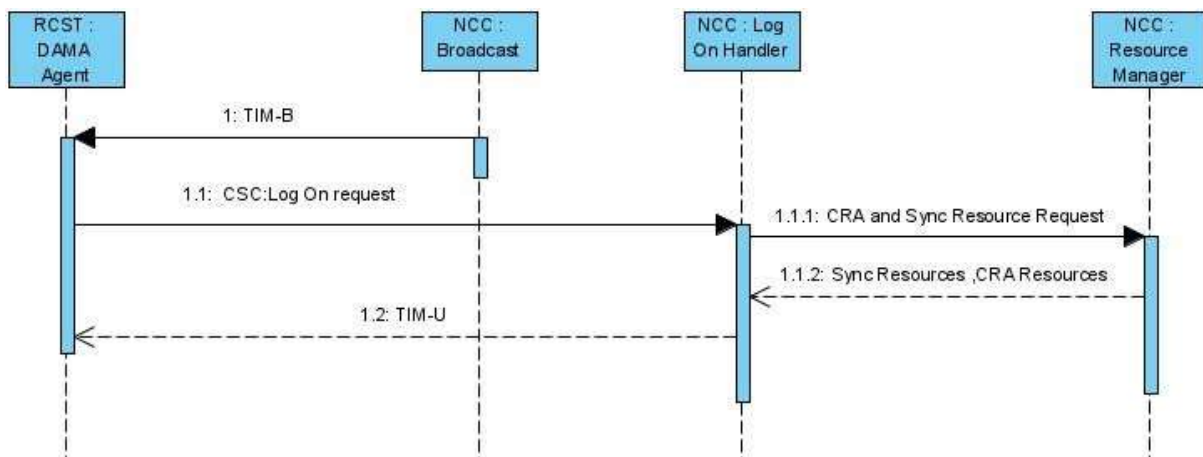 RCST :
DAMA
Agent
NCC :
Broadcast
NCC : Log
On Handler
NCC :
Resource
Manager
1: TIM-B
1.1: CSC:Log On request
1.1.1: CRA and Sync Resource Request
1.1.2: Sync Resources ,CRA Resources
1.2: TIM-U